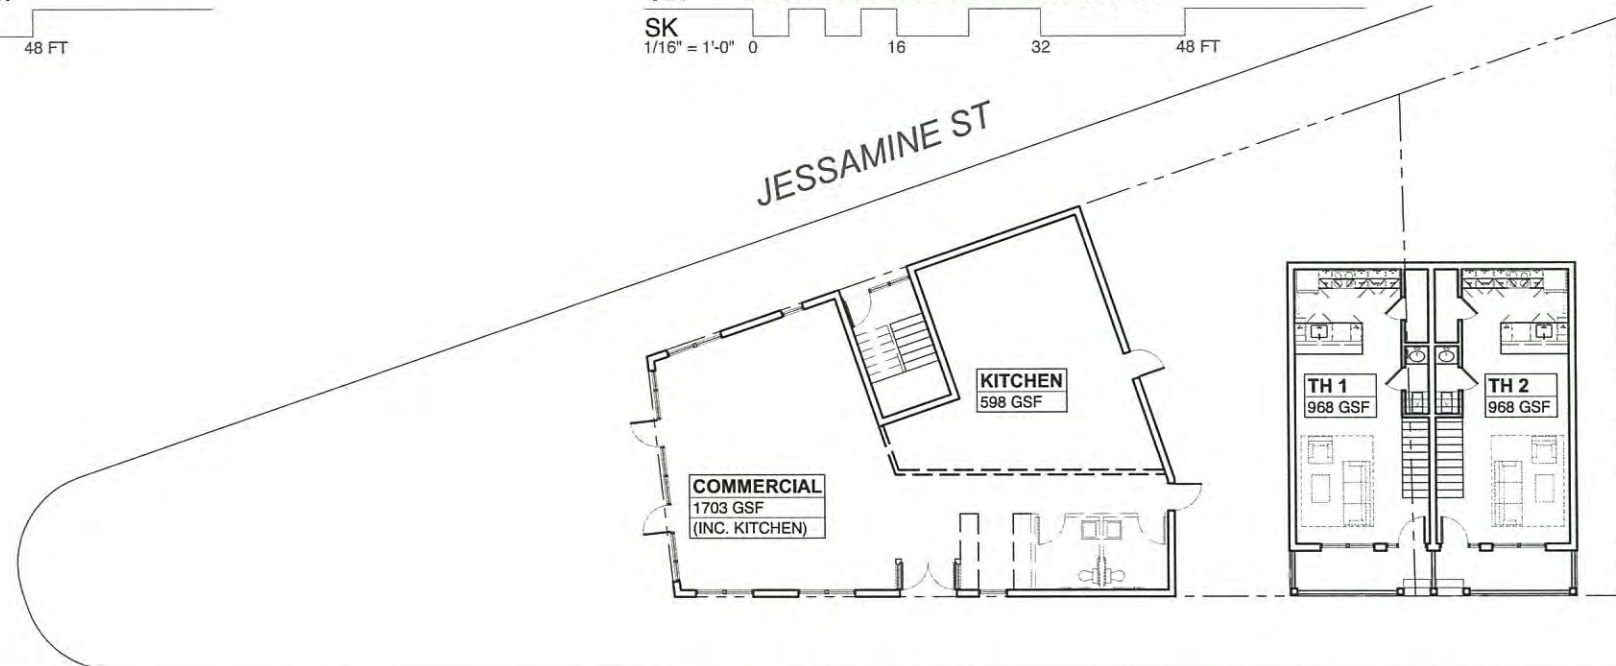 48 FT
SK
1/16" = 1'-0" 0 16 32 48 FT
JESSAMINE ST
KITCHEN
598 GSF
TH 1
968 GSF
TH 2
968 GSF
COMMERCIAL
1703 GSF
(INC. KITCHEN)